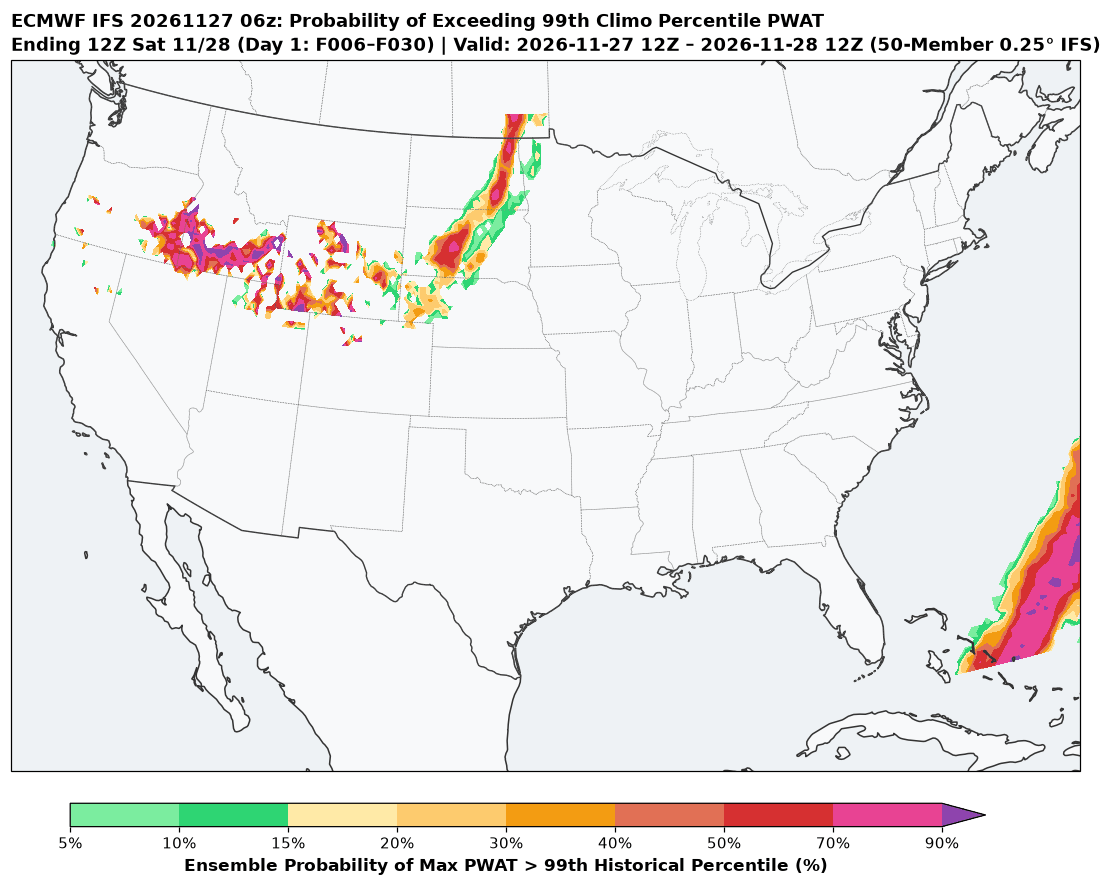 ECMWF IFS 20261127 06z: Probability of Exceeding 99th Climo Percentile PWAT
Ending 12Z Sat 11/28 (Day 1: F006–F030) | Valid: 2026-11-27 12Z – 2026-11-28 12Z (50-Member 0.25° IFS)
5% 10% 15% 20% 30% 40% 50% 70% 90%
Ensemble Probability of Max PWAT > 99th Historical Percentile (%)